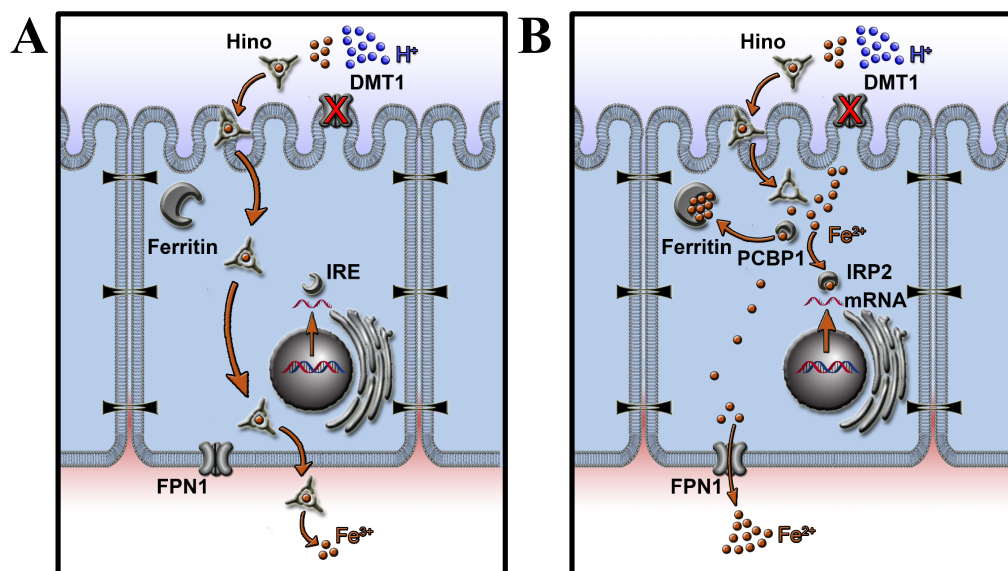 A
Hino
H+
DMT1
Ferritin
IRE
FPN1
Fe3+
B
Hino
H+
DMT1
Fe2+
Ferritin
PCBP1
IRP2
mRNA
FPN1
Fe2+